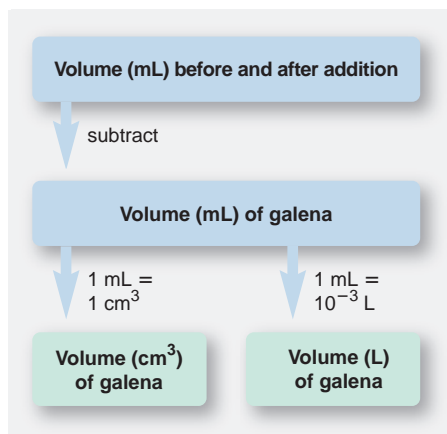 Volume (mL) before and after addition
subtract
Volume (mL) of galena
1 mL =
1 cm³
1 mL =
10⁻³ L
Volume (cm³)
of galena
Volume (L)
of galena